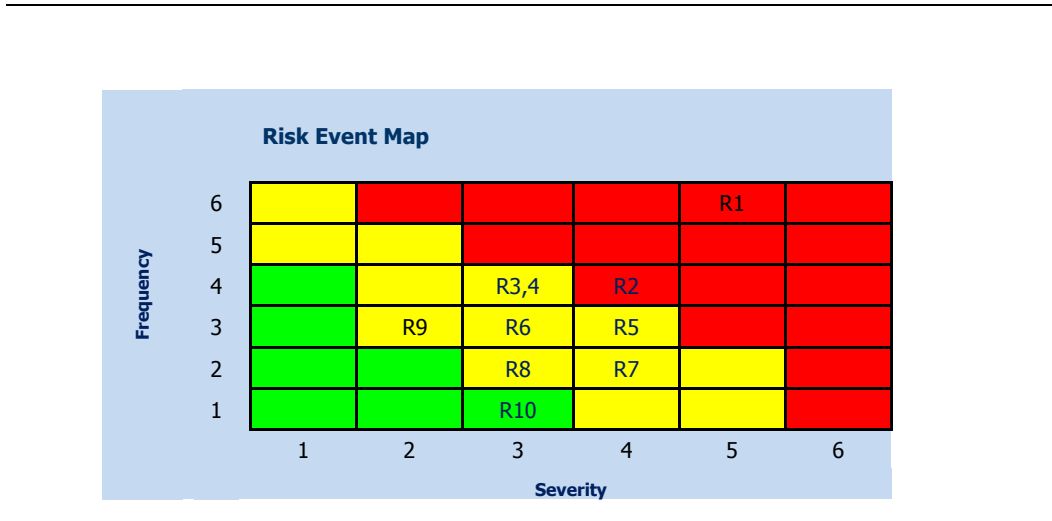 Risk Event Map
Frequency
6 R1
5
4 R3,4 R2
3 R9 R6 R5
2 R8 R7
1 R10
1 2 3 4 5 6
Severity